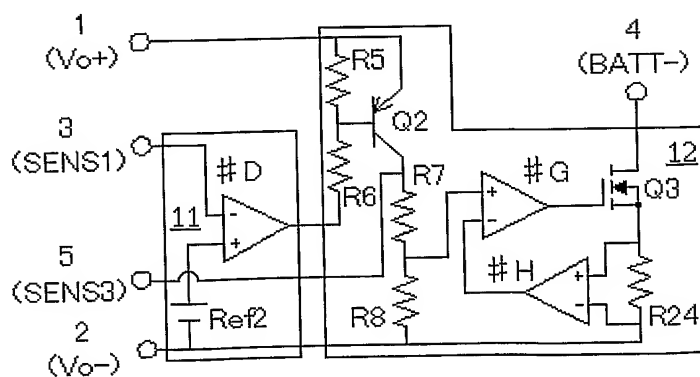 1
(Vo+)
R5
4
(BATT-)
Q2
3
(SENS1)
12
#D
R7
#G
Q3
R6
-
+
11
+
-
5
(SENS3)
#H
+
-
Ref2
R8
R24
2
(Vo-)